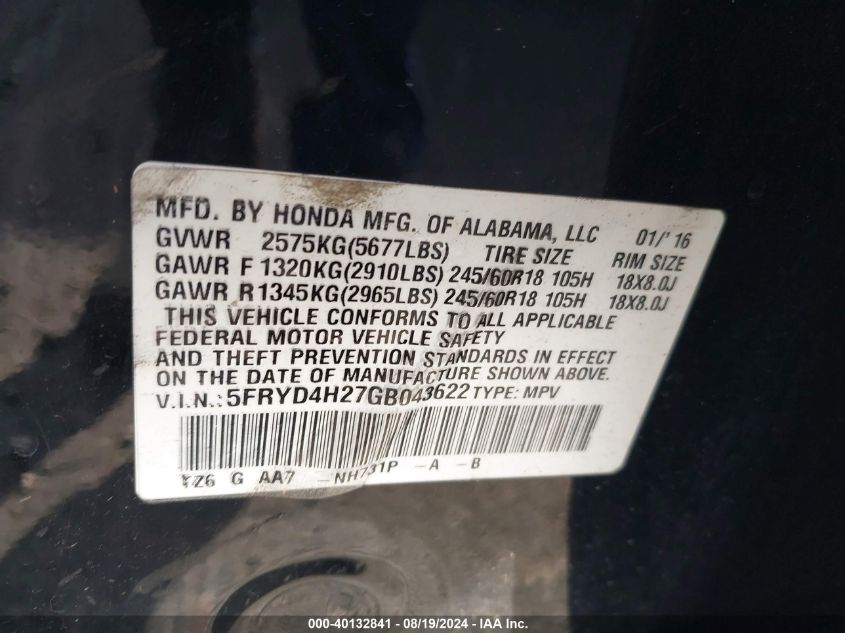 MFD. BY HONDA MFG. OF ALABAMA, LLC 01/'16
GVWR 2575KG(5677LBS) TIRE SIZE RIM SIZE
GAWR F 1320KG(2910LBS) 245/60R18 105H 18X8.0J
GAWR R 1345KG(2965LBS) 245/60R18 105H 18X8.0J
THIS VEHICLE CONFORMS TO ALL APPLICABLE
FEDERAL MOTOR VEHICLE SAFETY
AND THEFT PREVENTION STANDARDS IN EFFECT
ON THE DATE OF MANUFACTURE SHOWN ABOVE.
V.I.N.: 5FRYD4H27GB043622 TYPE: MPV
TZ6 G AA7 -NH731P -A -B
000-40132841 - 08/19/2024 - IAA Inc.